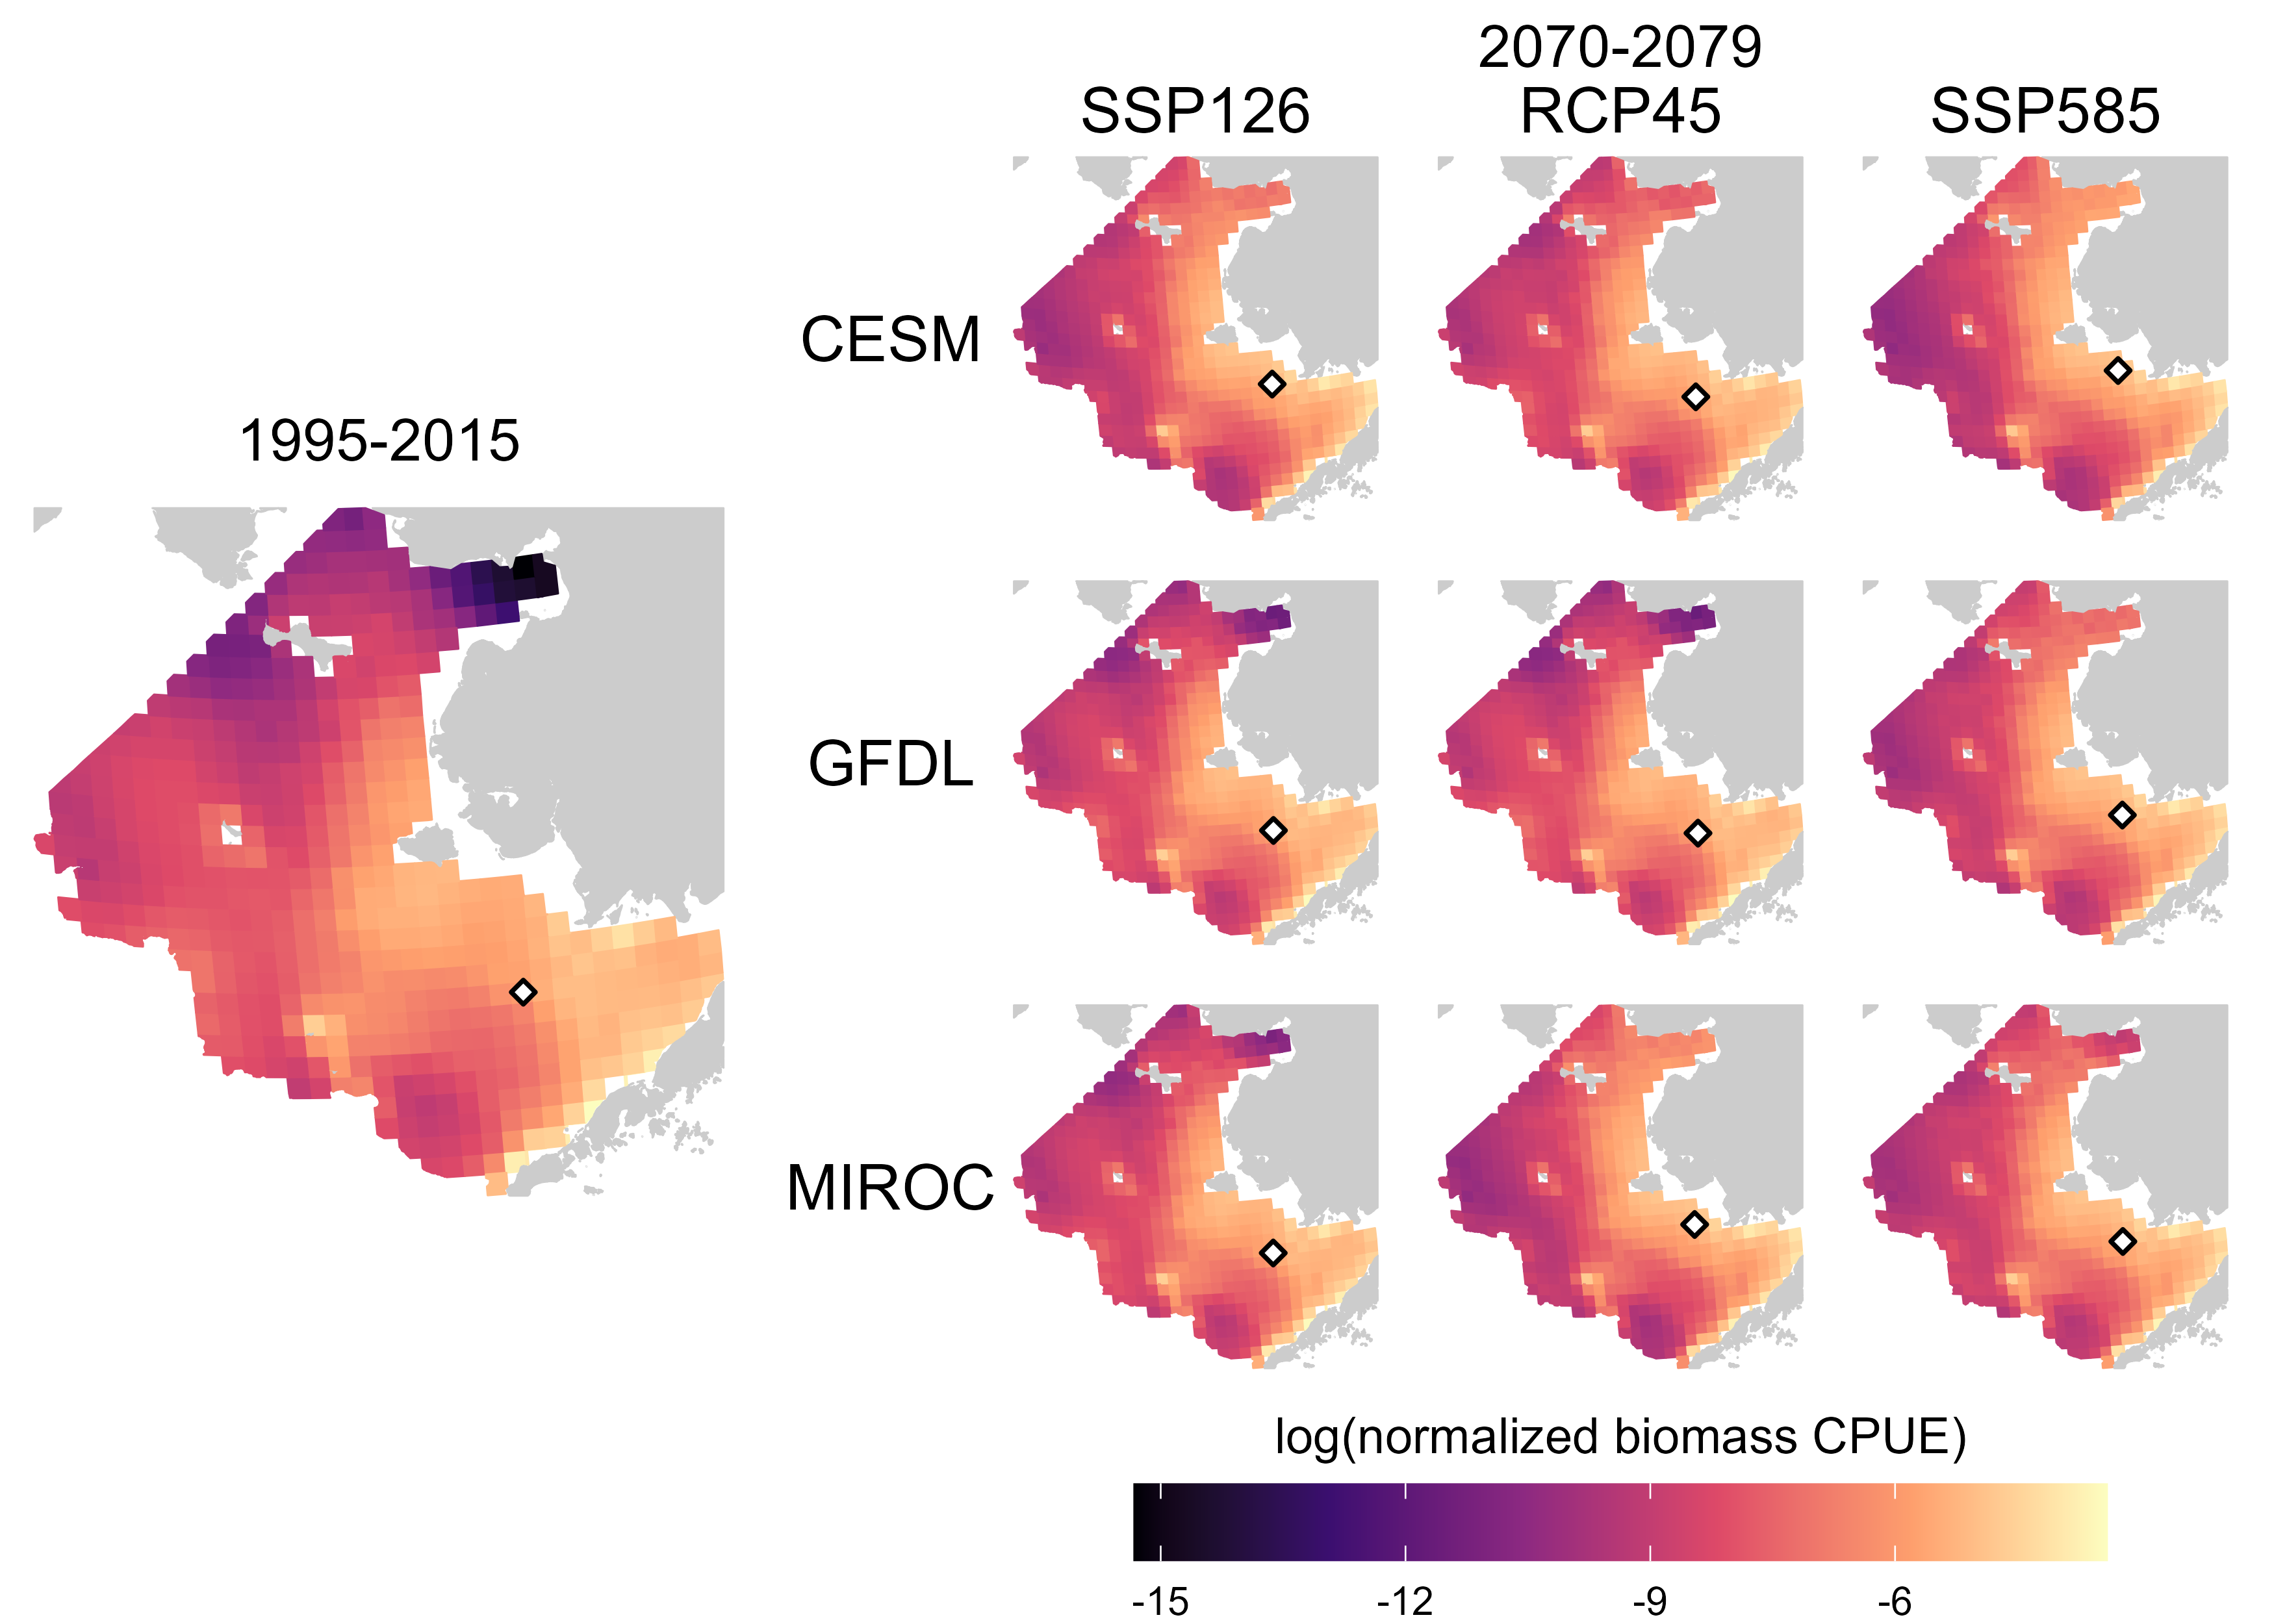 2070-2079
SSP126 RCP45 SSP585
CESM
1995-2015
GFDL
MIROC
log(normalized biomass CPUE)
-15 -12 -9 -6